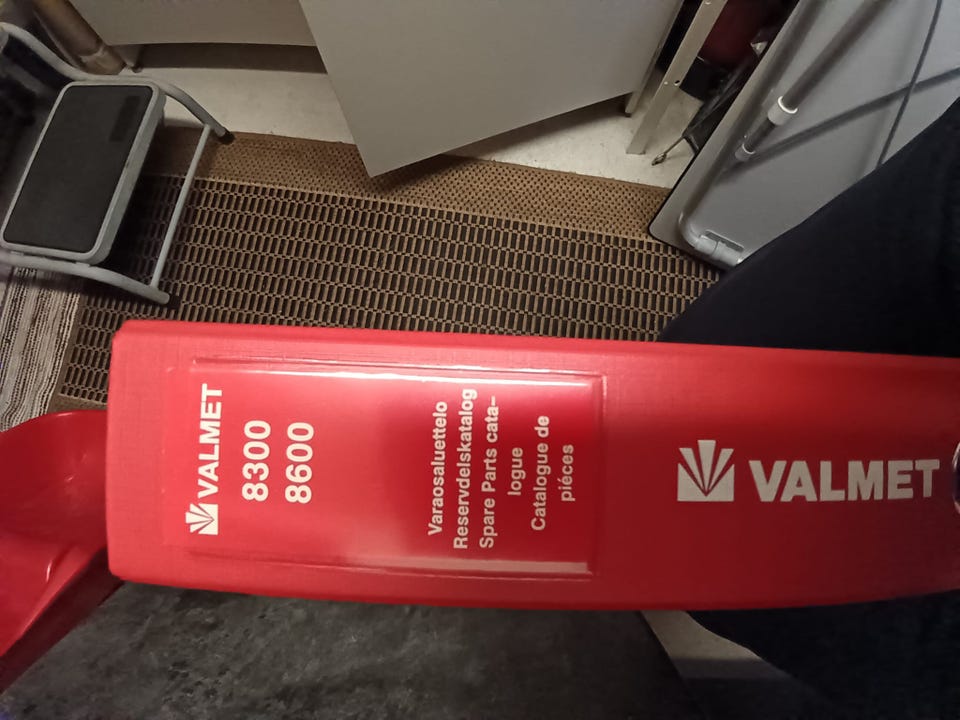 VALMET
8300
8600
Varaosaluettelo
Reservdelskatalog
Spare Parts cata-
logue
Catalogue de
piéces
VALMET